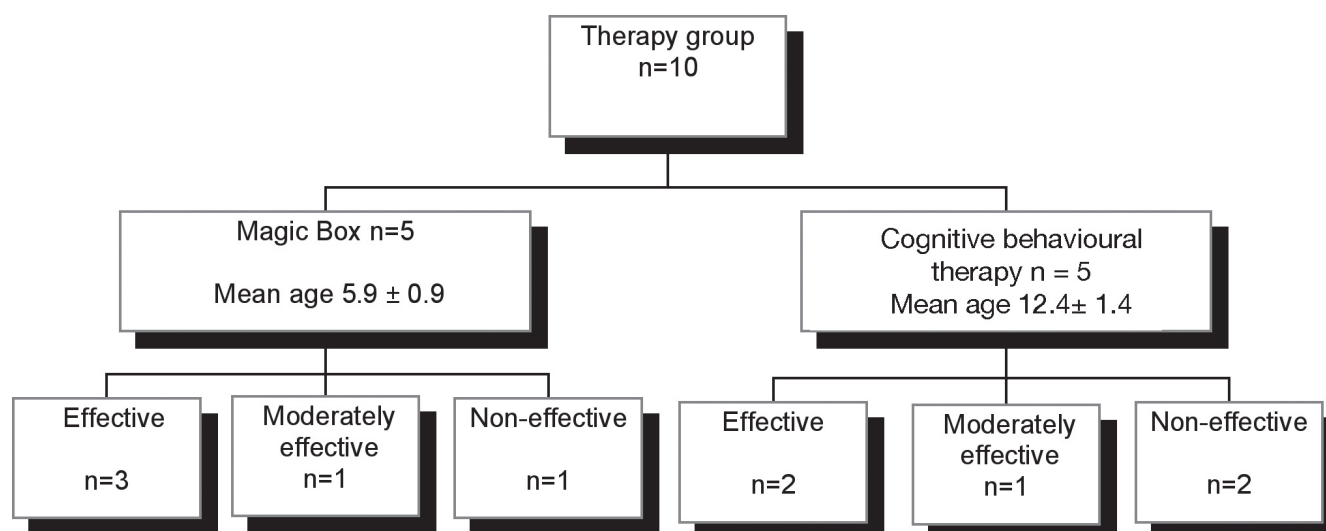 Therapy group
n=10
Magic Box n=5
Mean age 5.9 ± 0.9
Cognitive behavioural
therapy n = 5
Mean age 12.4± 1.4
Effective
n=3
Moderately
effective
n=1
Non-effective
n=1
Effective
n=2
Moderately
effective
n=1
Non-effective
n=2